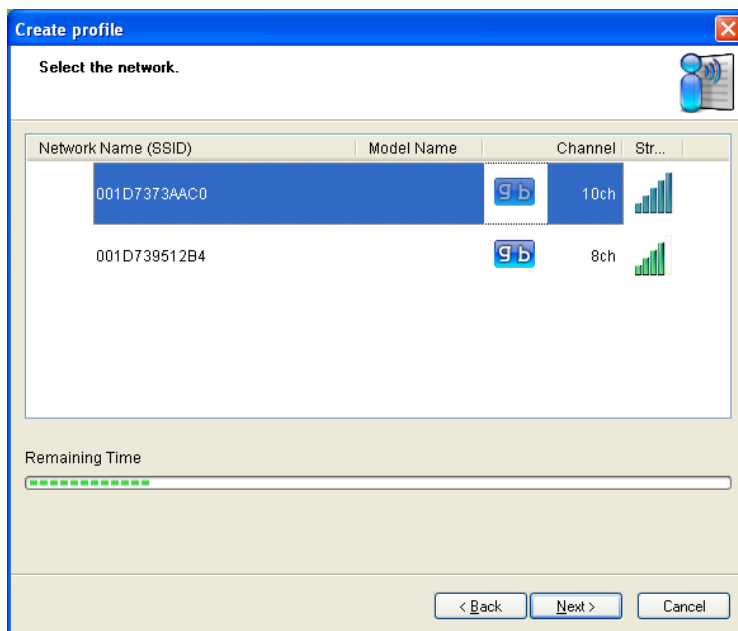 Create profile
Select the network.
Network Name (SSID) Model Name Channel Str...
001D7373AAC0 g b 10ch
001D739512B4 g b 8ch
Remaining Time
< Back Next > Cancel